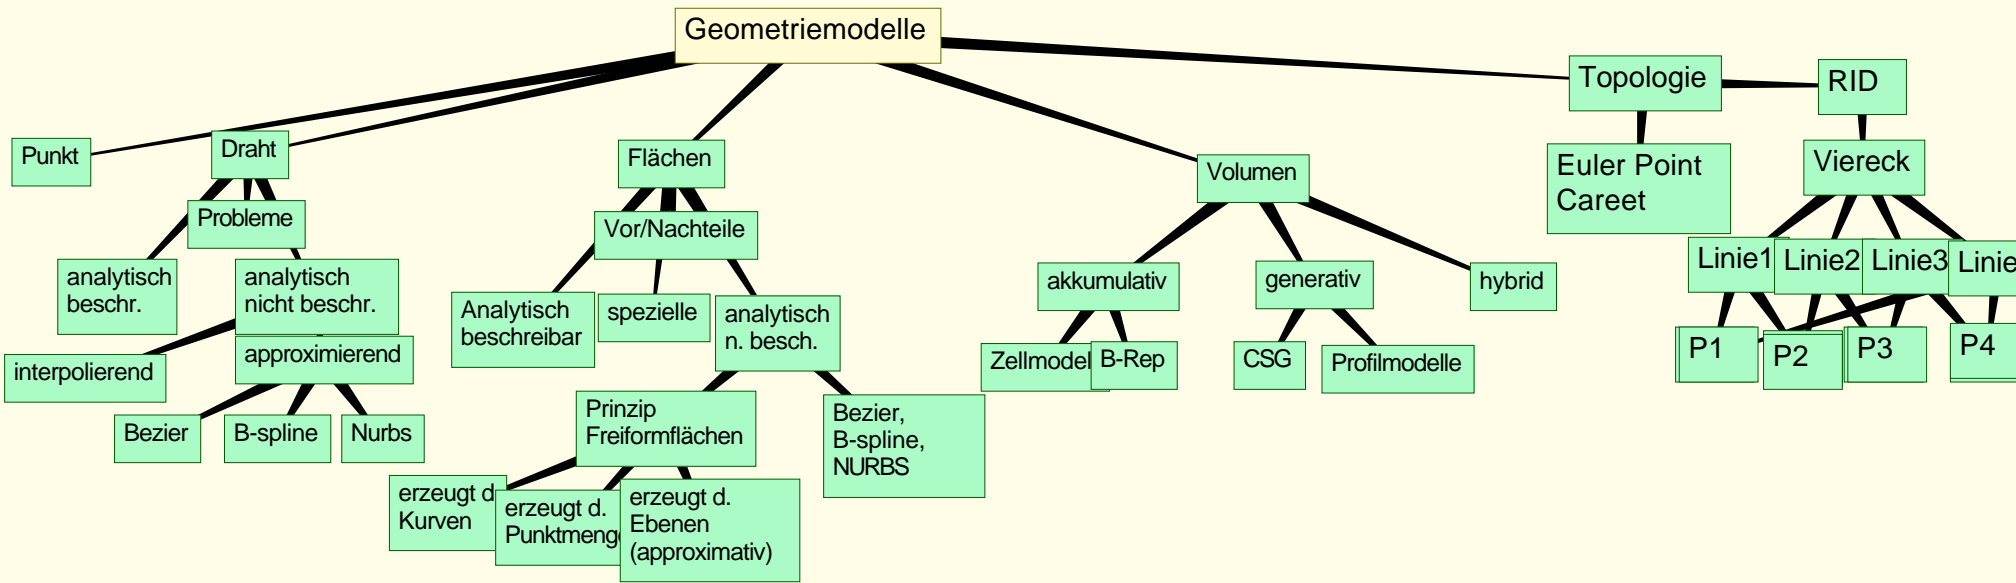 Geometriemodelle
Topologie
RID
Punkt
Draht
Flächen
Volumen
Euler Point
Careet
Viereck
Probleme
Vor/Nachteile
analytisch
beschr.
analytisch
nicht beschr.
Analytisch
beschreibar
spezielle
analytisch
n. besch.
akkumulativ
generativ
hybrid
Linie1
Linie2
Linie3
Linie
interpolierend
approximierend
Zellmodel
B-Rep
CSG
Profilmodelle
P1
P2
P3
P4
Bezier
B-spline
Nurbs
Prinzip
Freiformflächen
Bezier,
B-spline,
NURBS
erzeugt d
Kurven
erzeugt d.
Punktmeng
erzeugt d.
Ebenen
(approximativ)